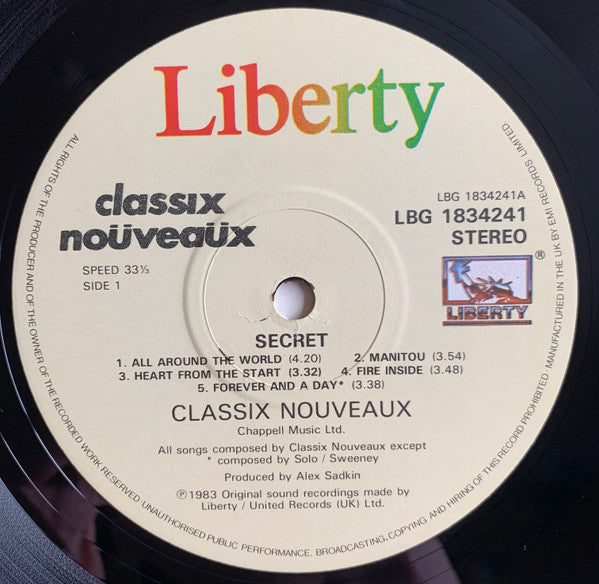 Liberty
classix
noüveaüx
SPEED 33⅓
SIDE 1
LBG 1834241A
LBG 1834241
STEREO
®
LIBERTY
SECRET
1. ALL AROUND THE WORLD (4.20) 2. MANITOU (3.54)
3. HEART FROM THE START (3.32) 4. FIRE INSIDE (3.48)
5. FOREVER AND A DAY* (3.38)
CLASSIX NOUVEAUX
Chappell Music Ltd.
All songs composed by Classix Nouveaux except
* composed by Solo / Sweeney
Produced by Alex Sadkin
℗ 1983 Original sound recordings made by
Liberty / United Records (UK) Ltd.
ALL RIGHTS OF THE PRODUCER AND OF THE OWNER OF THE RECORDED WORK RESERVED UNAUTHORISED PUBLIC PERFORMANCE, BROADCASTING, COPYING AND HIRING OF THIS RECORD PROHIBITED. MANUFACTURED IN THE UK BY EMI RECORDS LIMITED